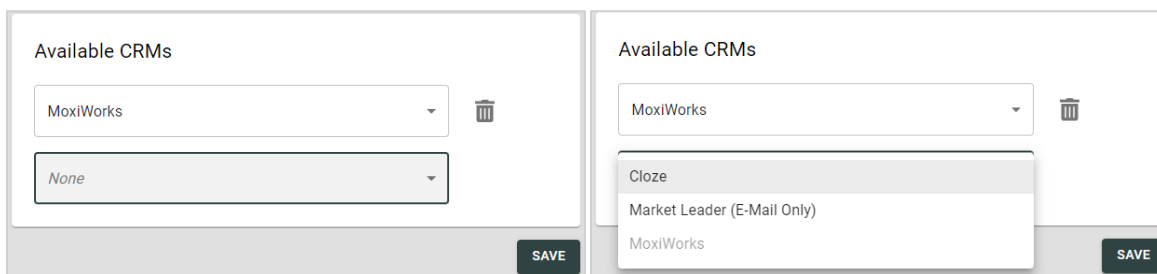 Available CRMs
MoxiWorks
None
SAVE
Available CRMs
MoxiWorks
Cloze
Market Leader (E-Mail Only)
MoxiWorks
SAVE